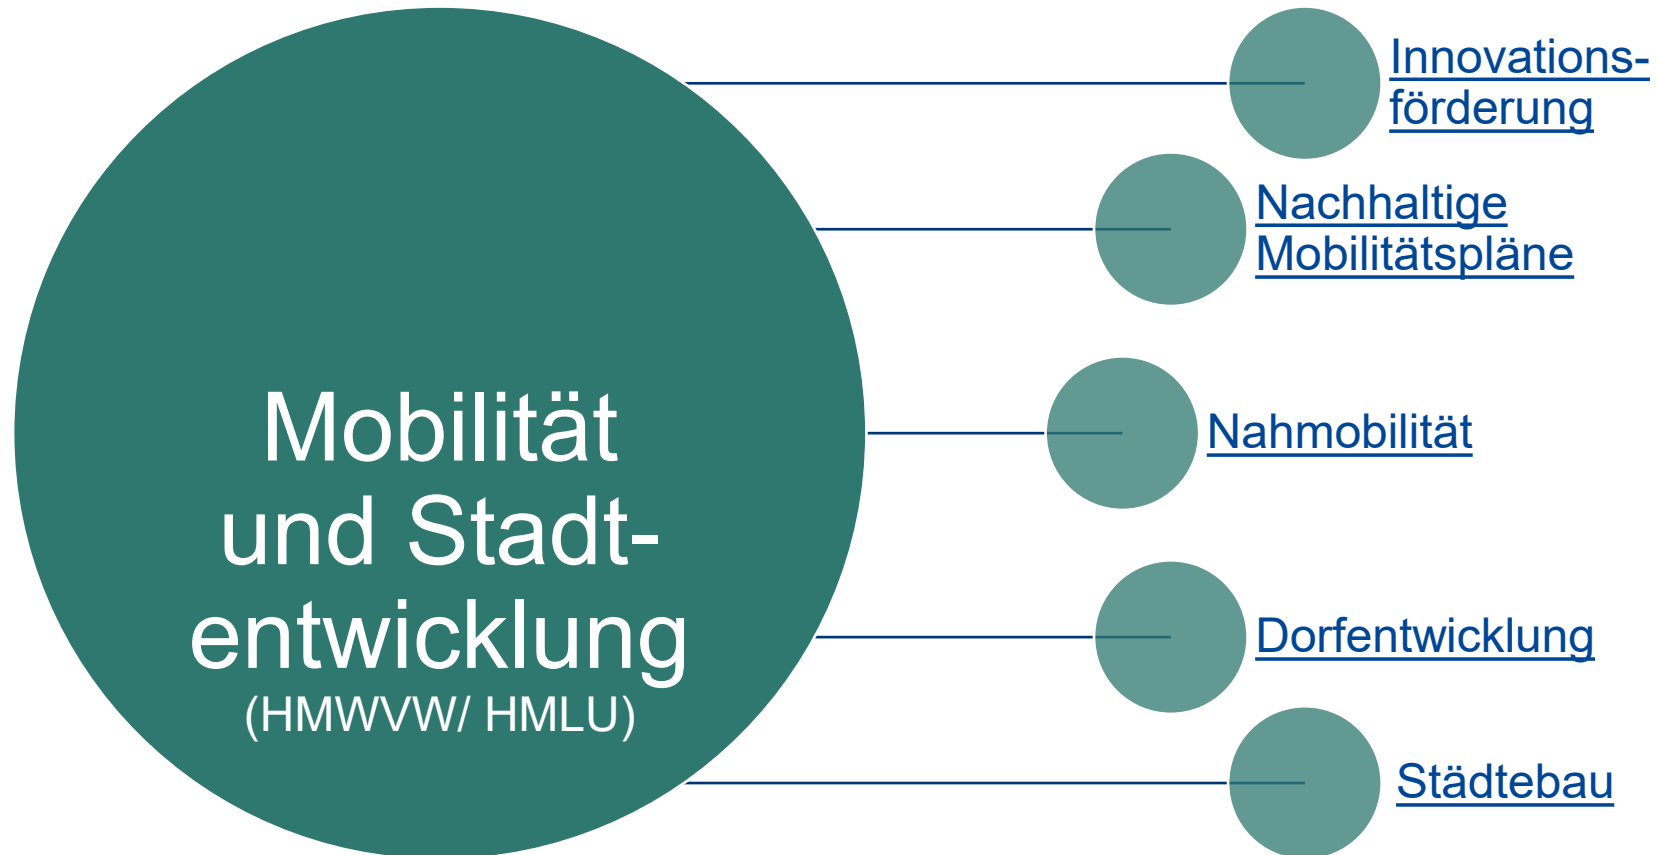 Mobilität
und Stadt-
entwicklung
(HMWVW/ HMLU)
Innovations-
förderung
Nachhaltige
Mobilitätspläne
Nahmobilität
Dorfentwicklung
Städtebau